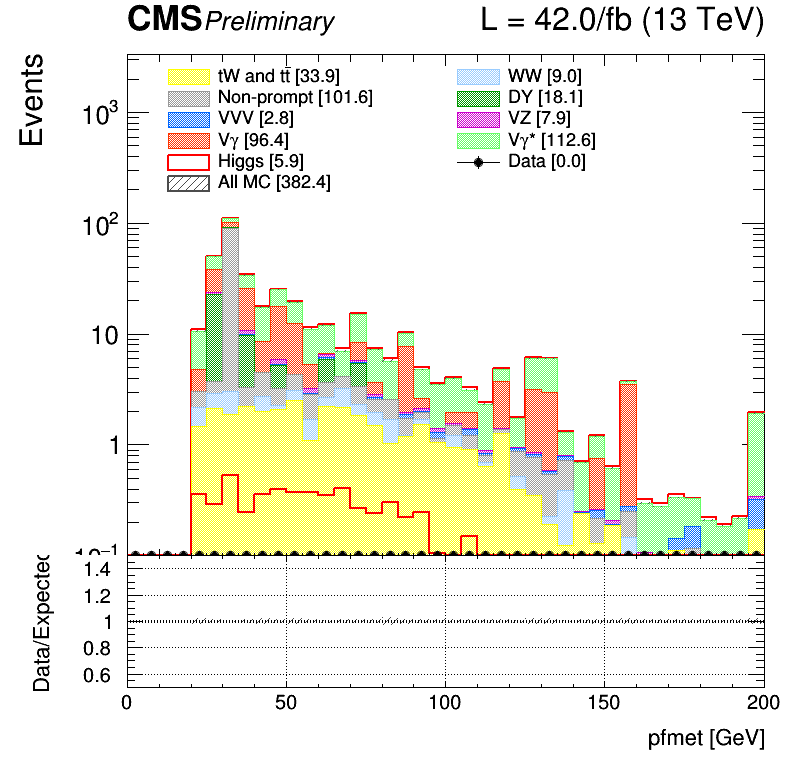 CMS Preliminary L = 42.0/fb (13 TeV)
Events
tW and tt̄ [33.9] WW [9.0]
Non-prompt [101.6] DY [18.1]
VVV [2.8] VZ [7.9]
Vγ [96.4] Vγ* [112.6]
Higgs [5.9] Data [0.0]
All MC [382.4]
10³
10²
10
1
10⁻¹
Data/Expected
1.4
1.2
1
0.8
0.6
0 50 100 150 200
pfmet [GeV]